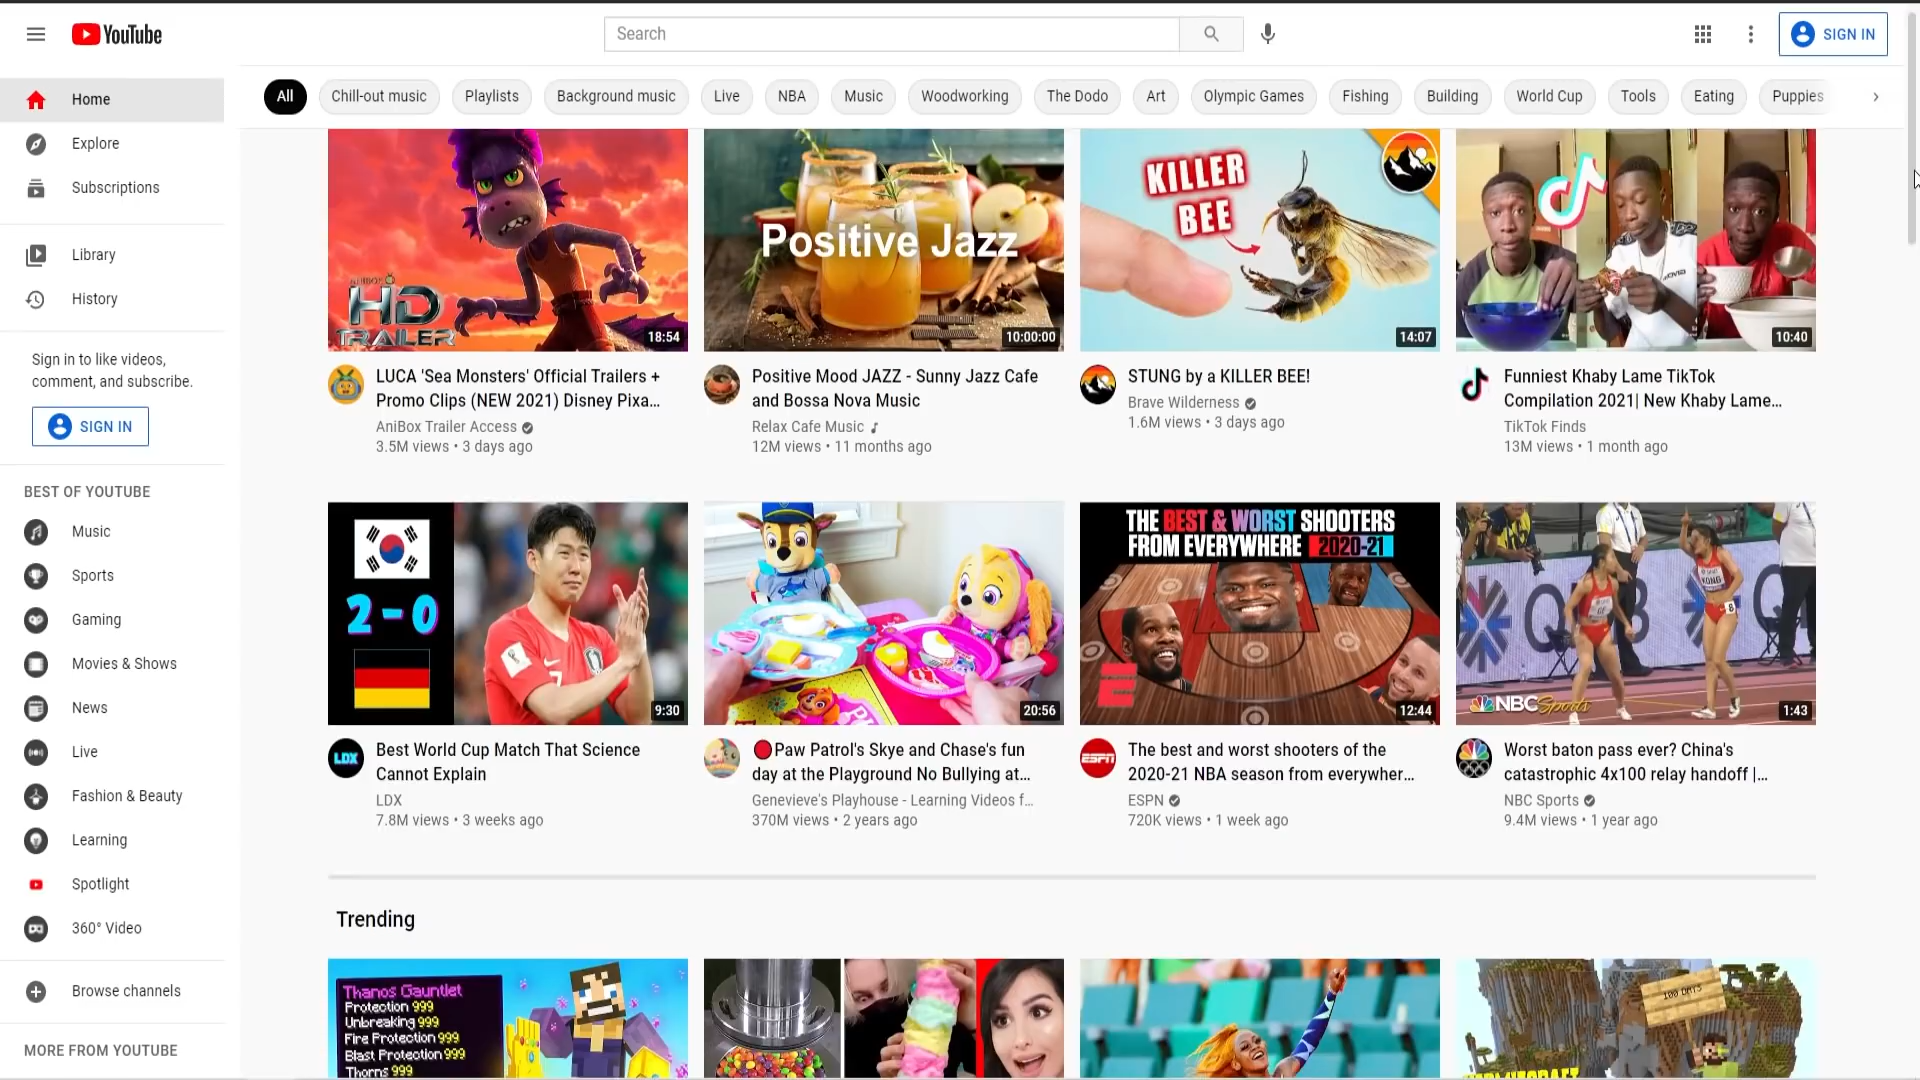 YouTube
Search
SIGN IN
Home
Explore
Subscriptions
Library
History
Sign in to like videos,
comment, and subscribe.
SIGN IN
BEST OF YOUTUBE
Music
Sports
Gaming
Movies & Shows
News
Live
Fashion & Beauty
Learning
Spotlight
360° Video
Browse channels
MORE FROM YOUTUBE
All
Chill-out music
Playlists
Background music
Live
NBA
Music
Woodworking
The Dodo
Art
Olympic Games
Fishing
Building
World Cup
Tools
Eating
Puppies
HD
TRAILER
18:54
LUCA 'Sea Monsters' Official Trailers +
Promo Clips (NEW 2021) Disney Pixa...
AniBox Trailer Access
3.5M views • 3 days ago
Positive Jazz
10:00:00
Positive Mood JAZZ - Sunny Jazz Cafe
and Bossa Nova Music
Relax Cafe Music
12M views • 11 months ago
KILLER
BEE
14:07
STUNG by a KILLER BEE!
Brave Wilderness
1.6M views • 3 days ago
10:40
Funniest Khaby Lame TikTok
Compilation 2021| New Khaby Lame...
TikTok Finds
13M views • 1 month ago
2-0
7
9:30
LDX
Best World Cup Match That Science
Cannot Explain
LDX
7.8M views • 3 weeks ago
20:56
Paw Patrol's Skye and Chase's fun
day at the Playground No Bullying at...
Genevieve's Playhouse - Learning Videos f...
370M views • 2 years ago
THE BEST & WORST SHOOTERS
FROM EVERYWHERE 2020-21
E
12:44
ESPN
The best and worst shooters of the
2020-21 NBA season from everywher...
ESPN
720K views • 1 week ago
KONG
GE
8
NBC Sports
1:43
Worst baton pass ever? China's
catastrophic 4x100 relay handoff |...
NBC Sports
9.4M views • 1 year ago
Trending
Thanos Gauntlet
Protection 999
Unbreaking 999
Fire Protection 999
Blast Protection 999
Thorns 999
100 DAYS